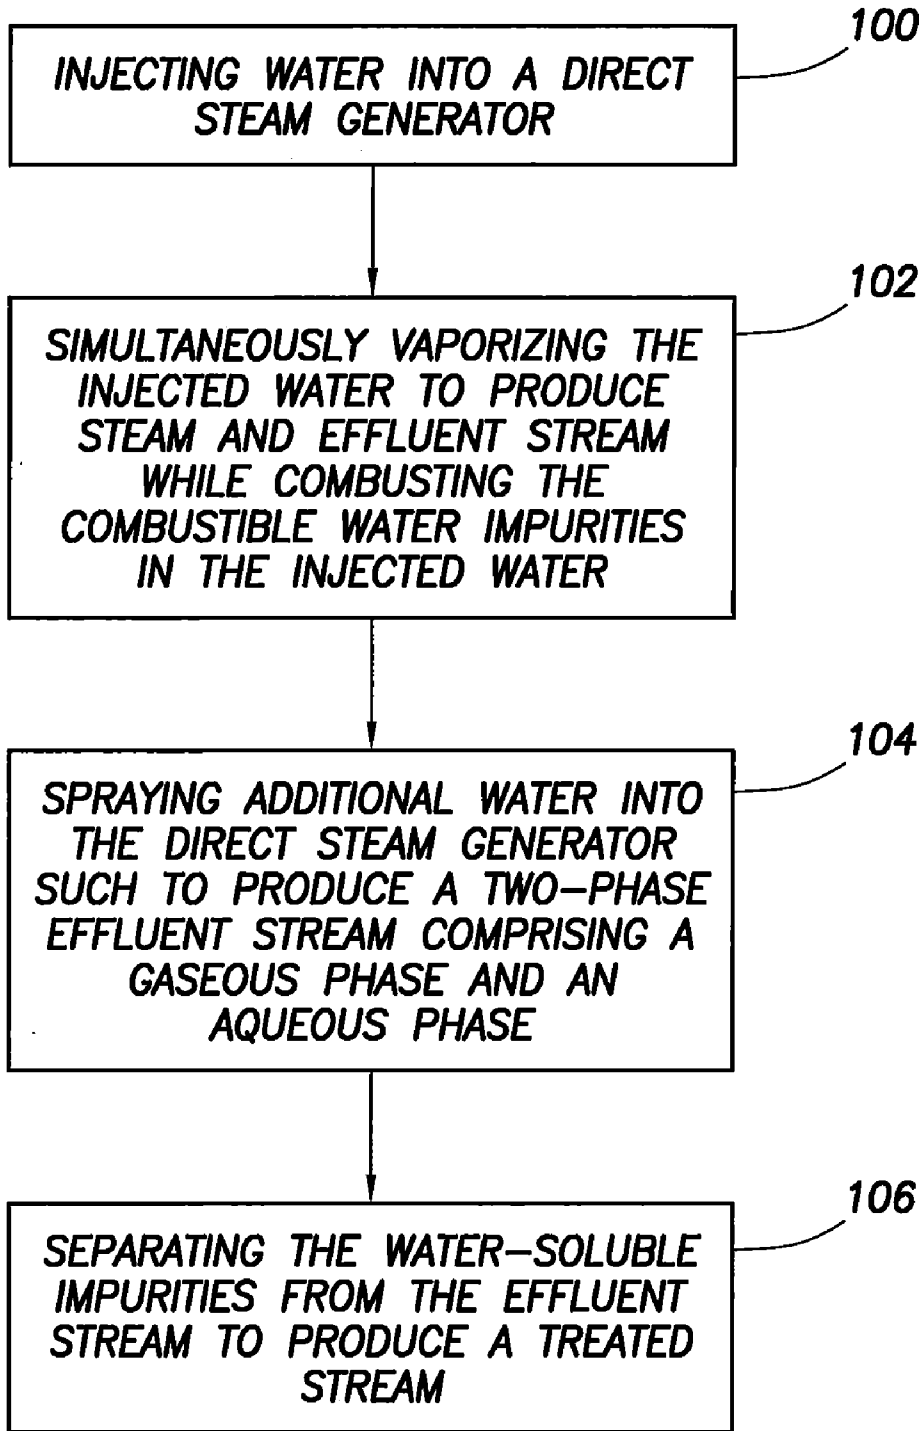 100
INJECTING WATER INTO A DIRECT
STEAM GENERATOR
102
SIMULTANEOUSLY VAPORIZING THE
INJECTED WATER TO PRODUCE
STEAM AND EFFLUENT STREAM
WHILE COMBUSTING THE
COMBUSTIBLE WATER IMPURITIES
IN THE INJECTED WATER
104
SPRAYING ADDITIONAL WATER INTO
THE DIRECT STEAM GENERATOR
SUCH TO PRODUCE A TWO-PHASE
EFFLUENT STREAM COMPRISING A
GASEOUS PHASE AND AN
AQUEOUS PHASE
106
SEPARATING THE WATER-SOLUBLE
IMPURITIES FROM THE EFFLUENT
STREAM TO PRODUCE A TREATED
STREAM